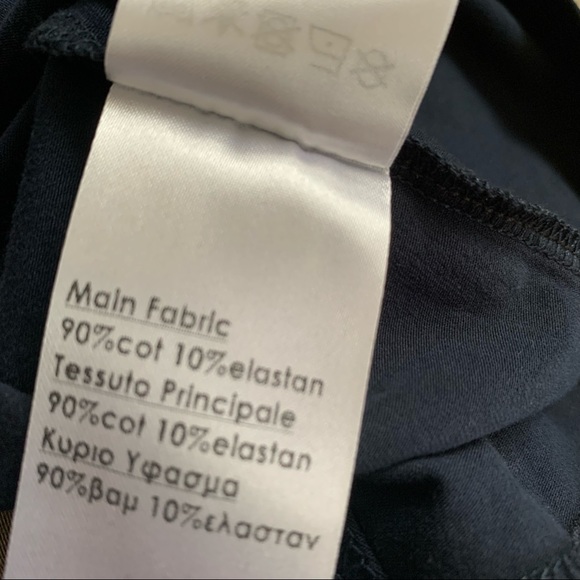 Main Fabric
90%cot 10%elastan
Tessuto Principale
90%cot 10%elastan
Κυριο Υφασμα
90%βαμ 10%ελασταν